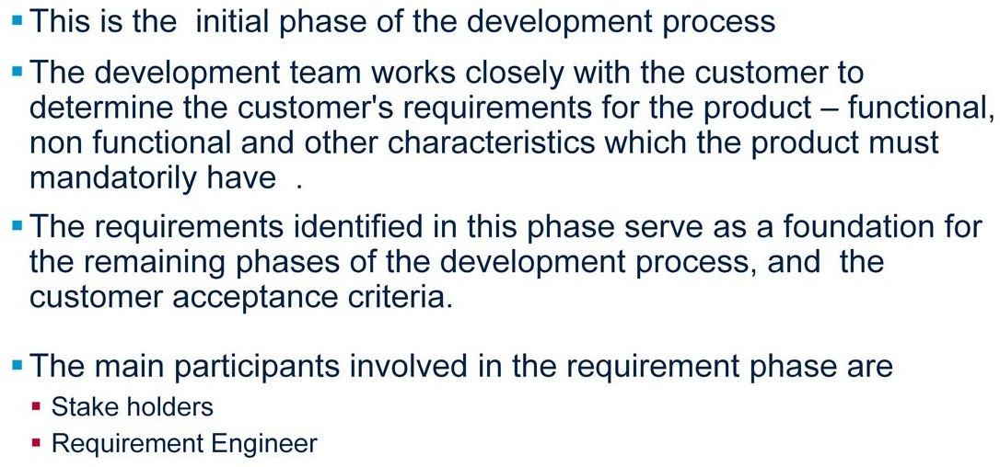 ▪ This is the  initial phase of the development process
▪ The development team works closely with the customer to
determine the customer's requirements for the product – functional,
non functional and other characteristics which the product must
mandatorily have  .
▪ The requirements identified in this phase serve as a foundation for
the remaining phases of the development process, and  the
customer acceptance criteria.
▪ The main participants involved in the requirement phase are
▪ Stake holders
▪ Requirement Engineer